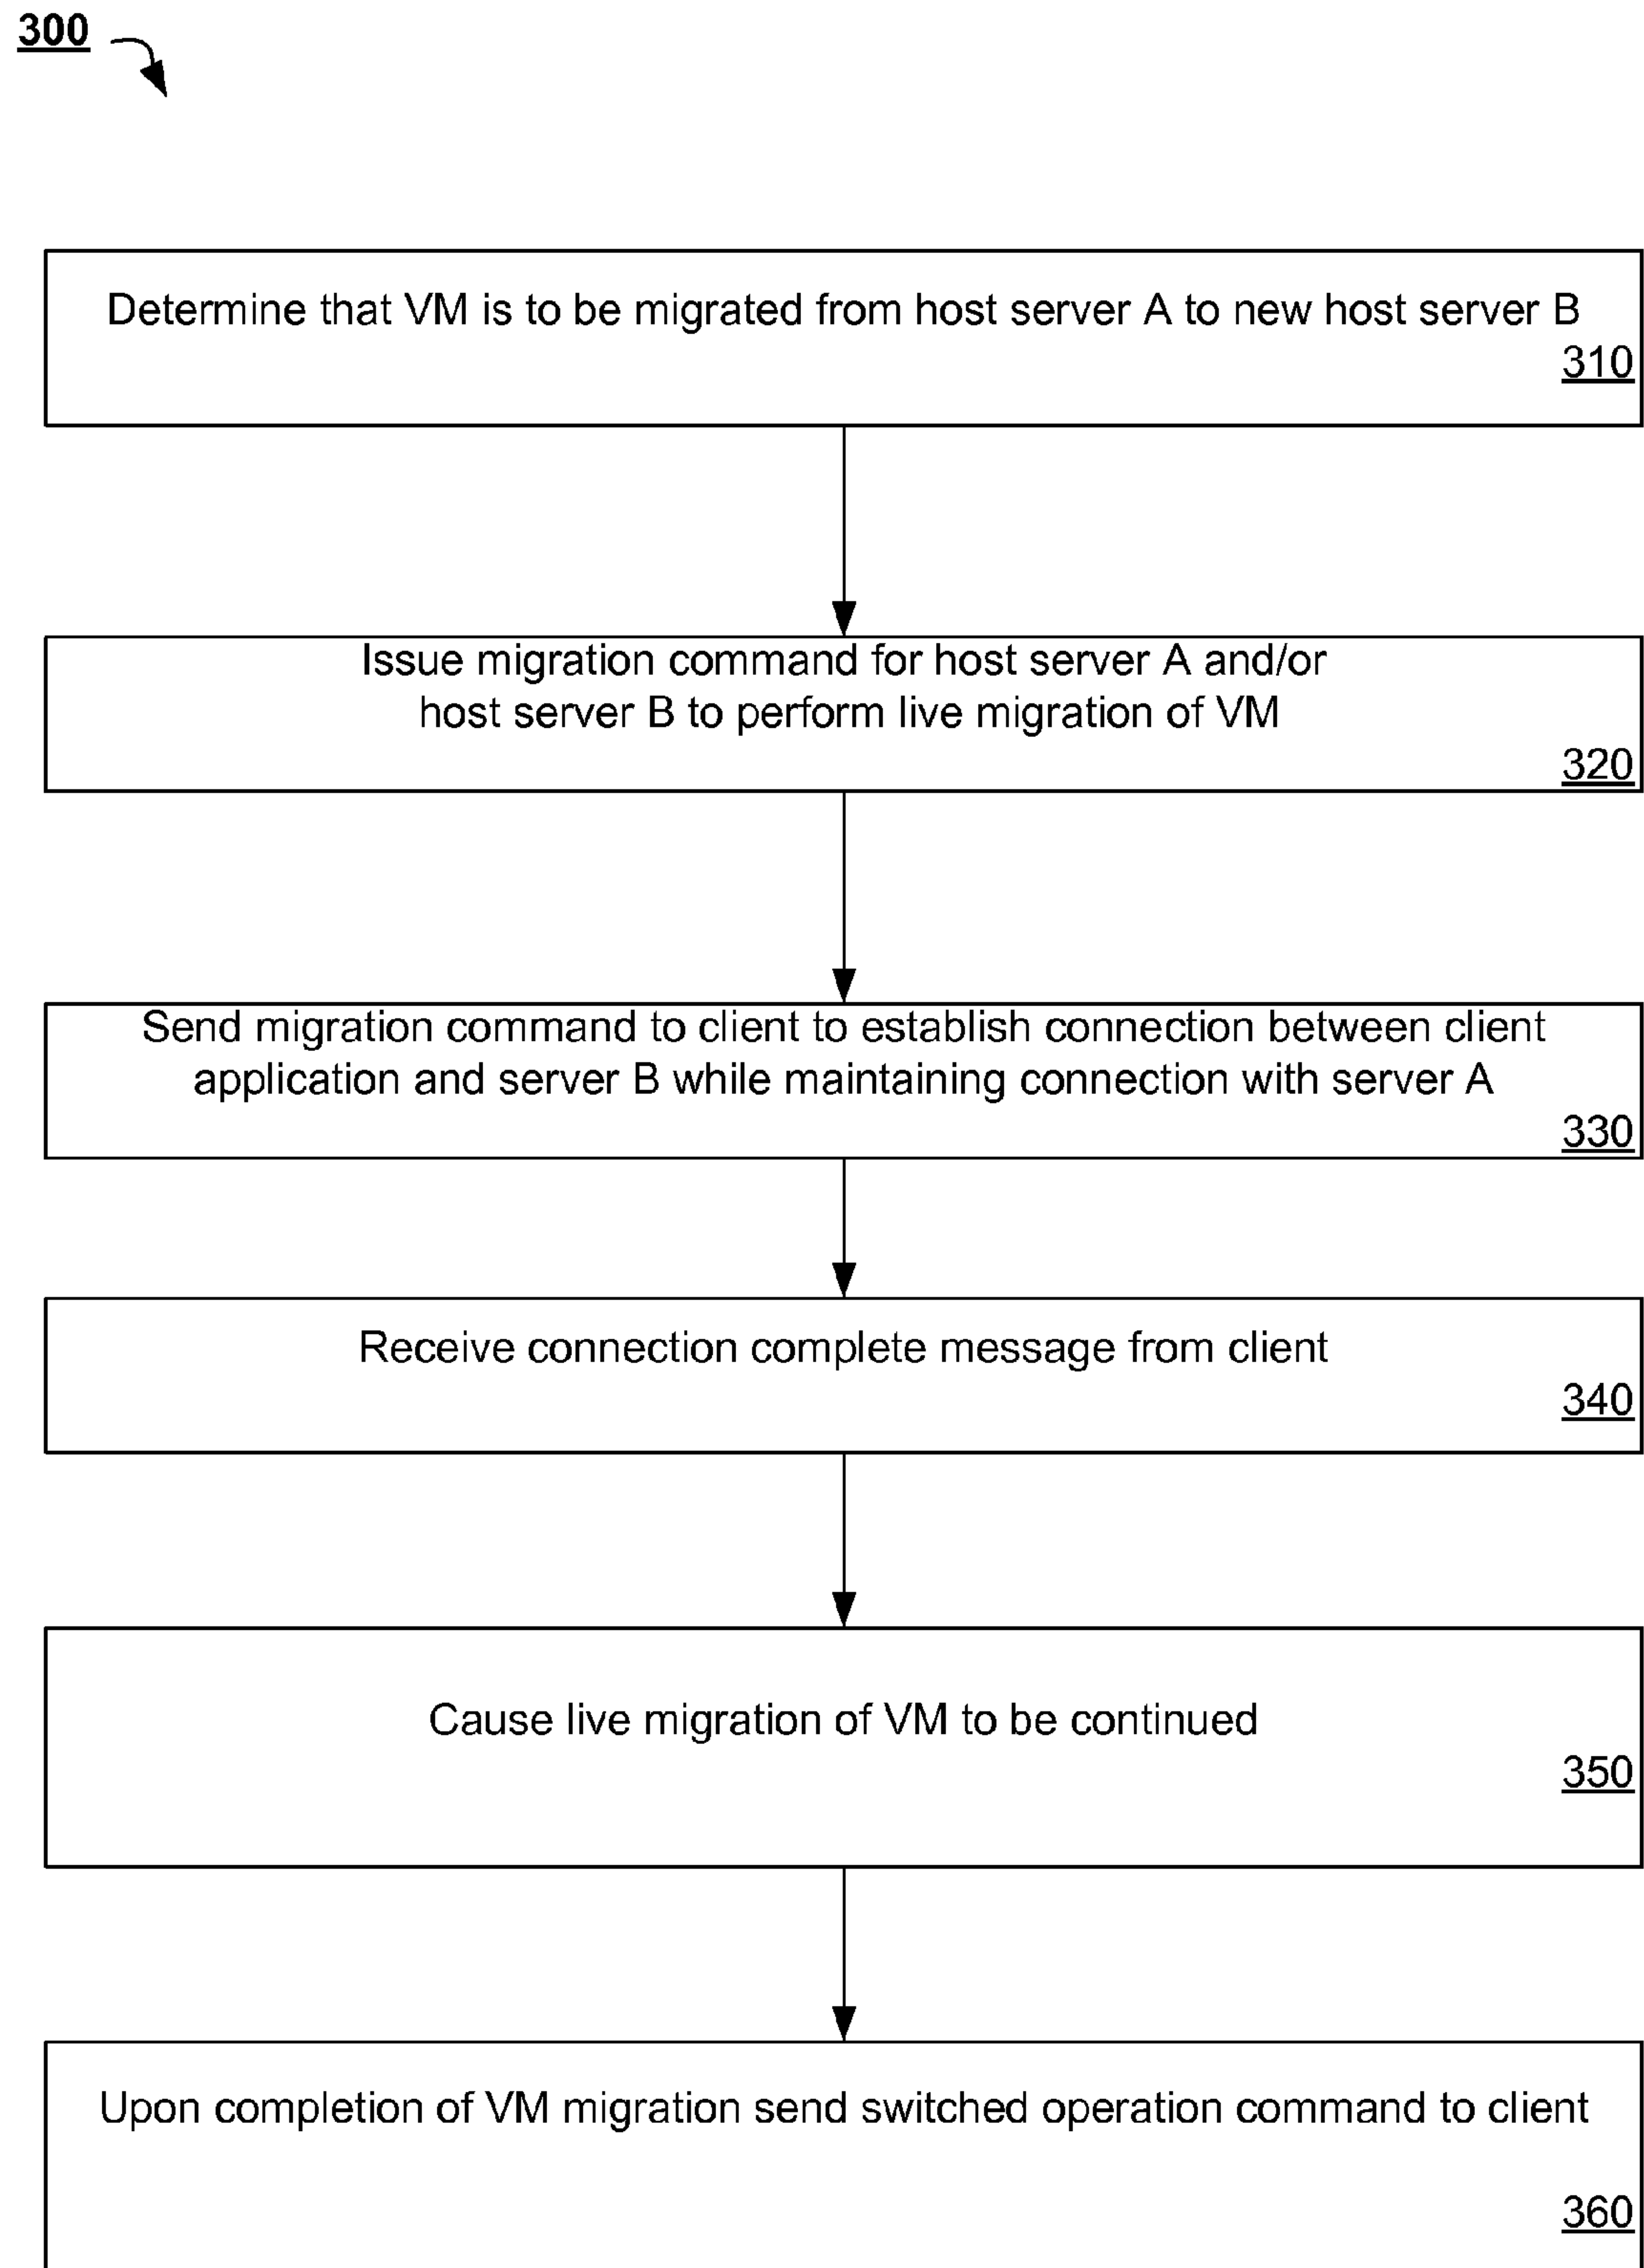 300
Determine that VM is to be migrated from host server A to new host server B
310
Issue migration command for host server A and/or
host server B to perform live migration of VM
320
Send migration command to client to establish connection between client
application and server B while maintaining connection with server A
330
Receive connection complete message from client
340
Cause live migration of VM to be continued
350
Upon completion of VM migration send switched operation command to client
360